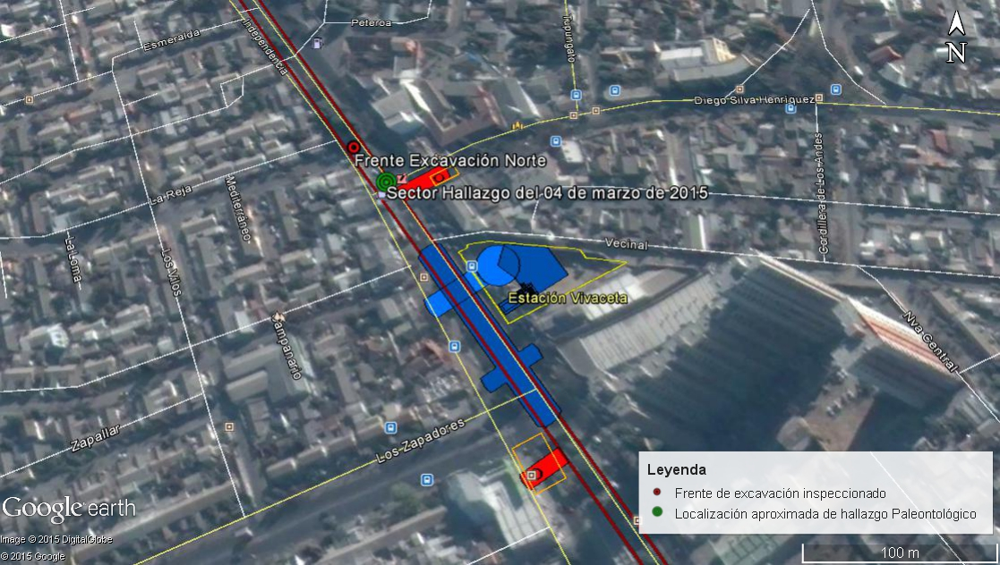 Peteroa
Esmeralda
Independencia
Tupungato
N
Diego Silva Henriquez
Frente Excavación Norte
Sector Hallazgo del 04 de marzo de 2015
La Reja
Mediterráneo
Cordillera de Los Andes
La Loma
Los Vilos
Vecinal
Estación Vivaceta
Campanario
Nva Central
Zapallar
Los Zapadores
Leyenda
Frente de excavación inspeccionado
Localización aproximada de hallazgo Paleontológico
Google earth
Image © 2015 DigitalGlobe
© 2015 Google
100 m